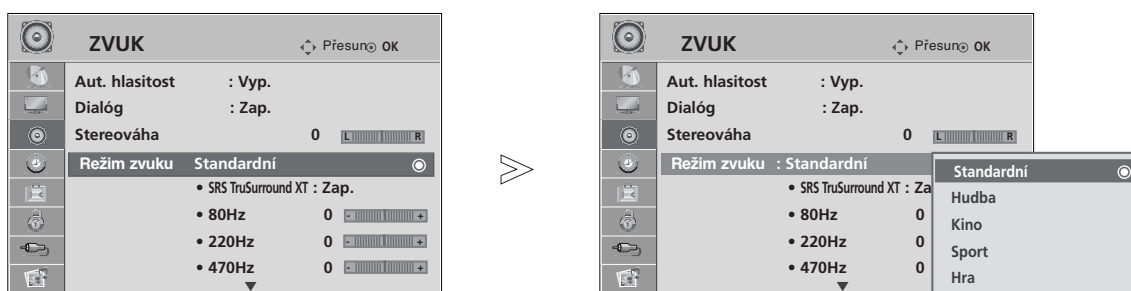 ZVUK
Přesun OK
Aut. hlasitost : Vyp.
Dialóg : Zap.
Stereováha 0 L R
Režim zvuku Standardní
• SRS TruSurround XT : Zap.
• 80Hz 0 - +
• 220Hz 0 - +
• 470Hz 0 - +
ZVUK
Přesun OK
Aut. hlasitost : Vyp.
Dialóg : Zap.
Stereováha 0 L R
Režim zvuku : Standardní
• SRS TruSurround XT : Za
• 80Hz 0
• 220Hz 0
• 470Hz 0
Standardní
Hudba
Kino
Sport
Hra